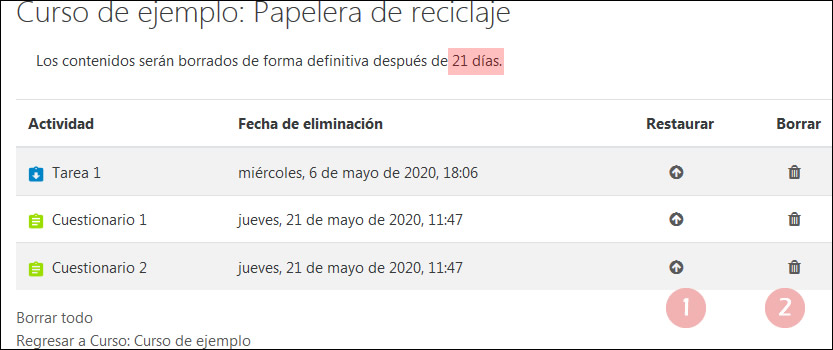 Curso de ejemplo: Papelera de reciclaje
Los contenidos serán borrados de forma definitiva después de 21 días.
Actividad Fecha de eliminación Restaurar Borrar
Tarea 1 miércoles, 6 de mayo de 2020, 18:06
Cuestionario 1 jueves, 21 de mayo de 2020, 11:47
Cuestionario 2 jueves, 21 de mayo de 2020, 11:47
1 2
Borrar todo
Regresar a Curso: Curso de ejemplo